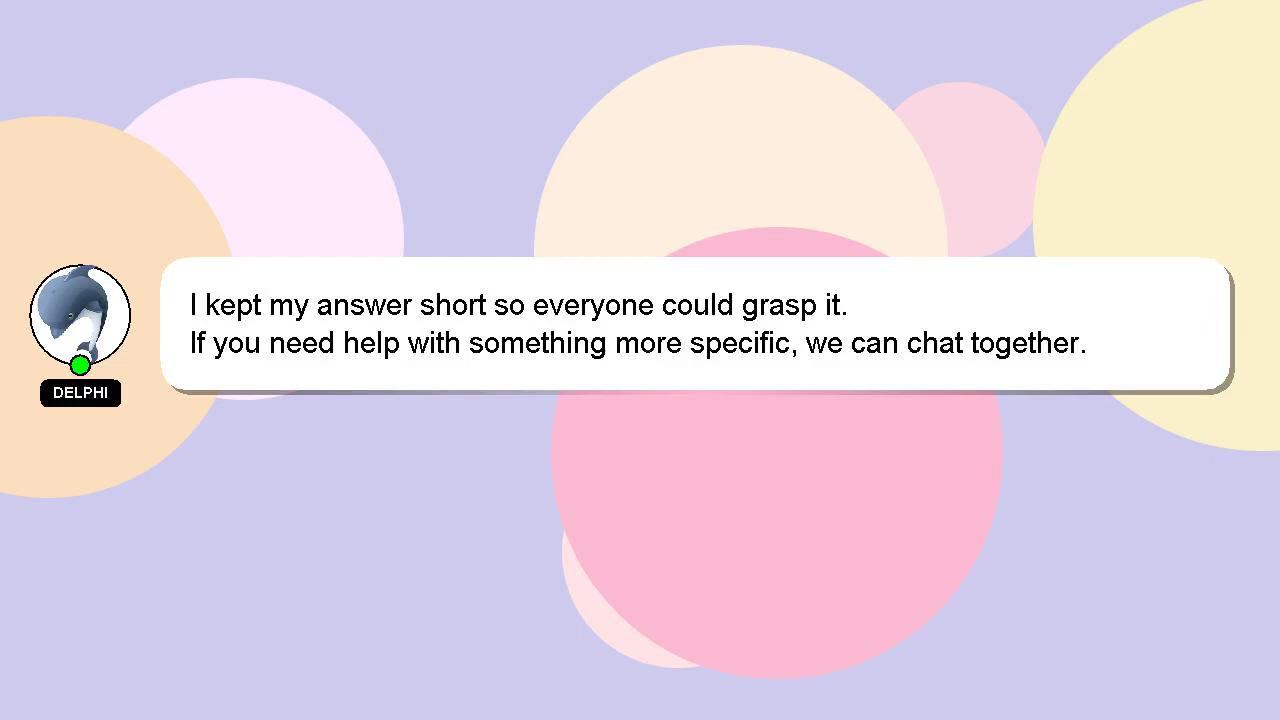 I kept my answer short so everyone could grasp it.
If you need help with something more specific, we can chat together.
DELPHI